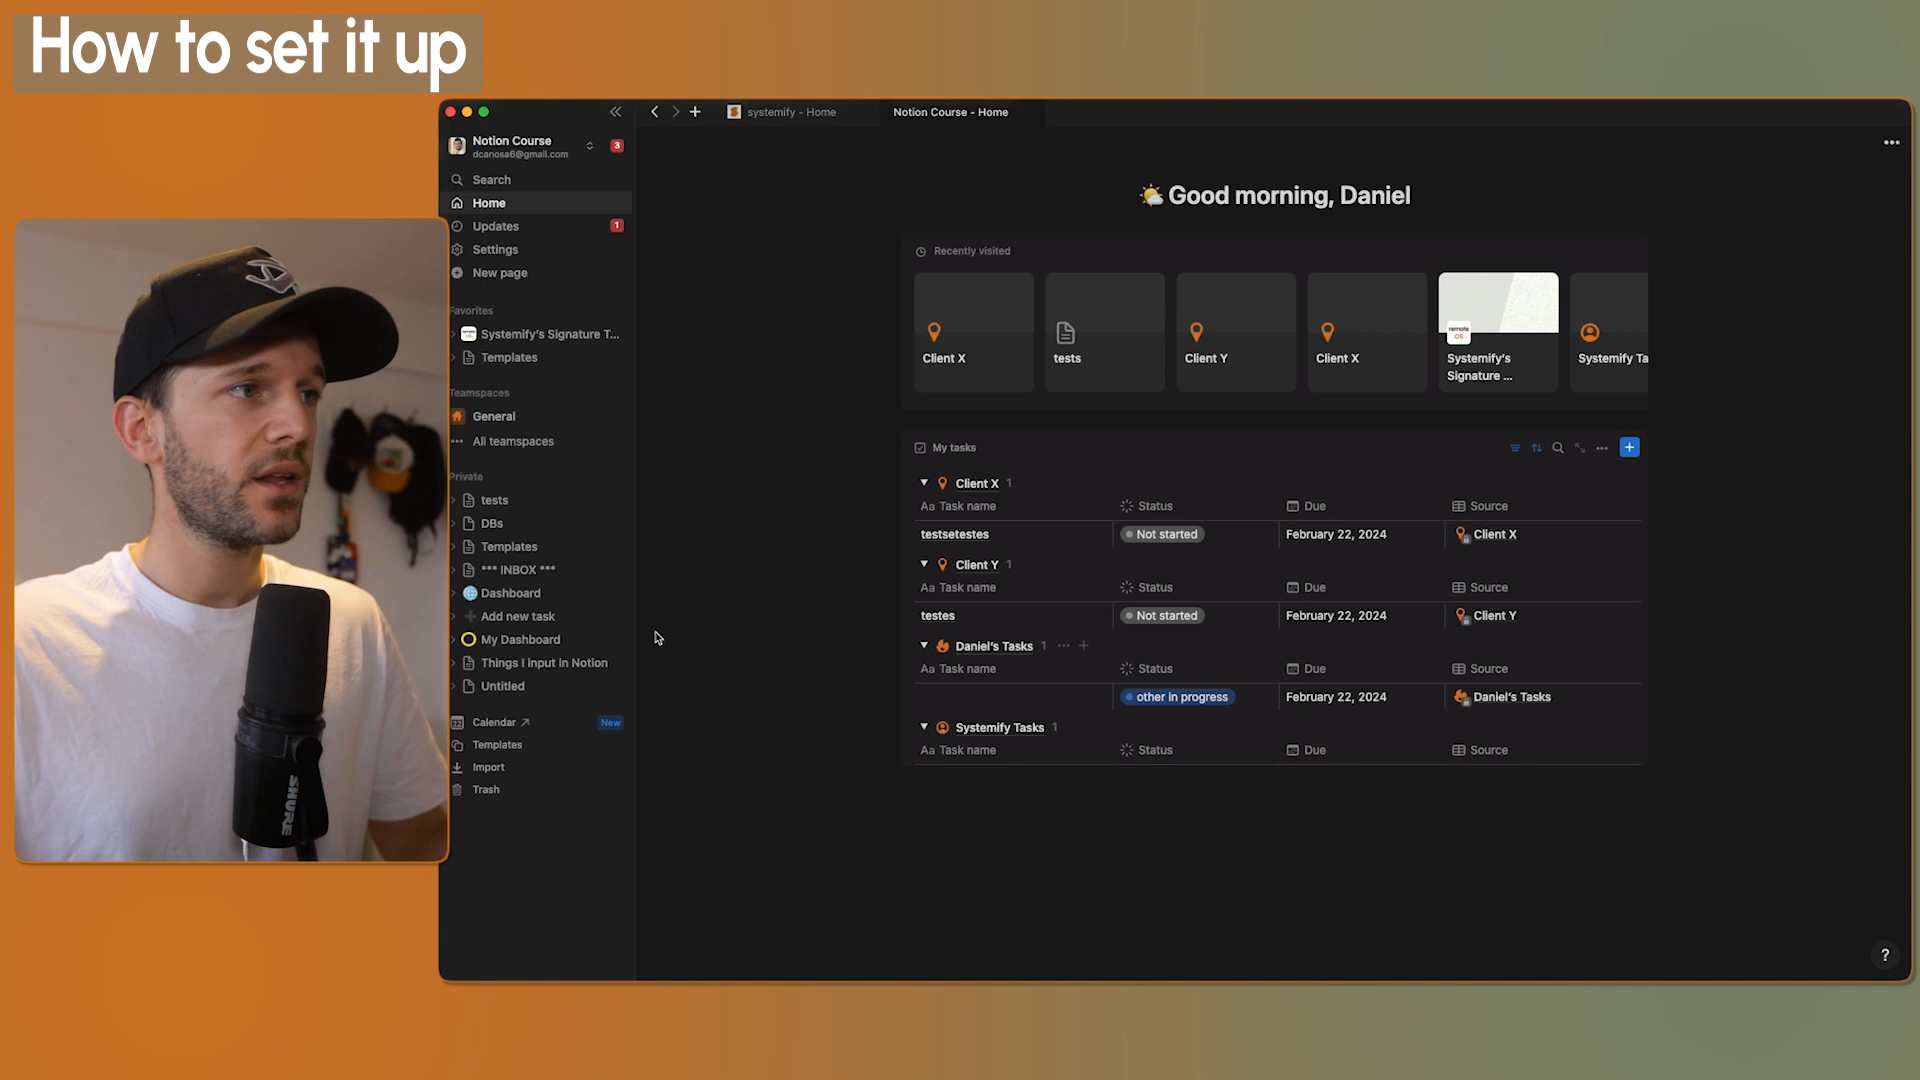 How to set it up
systemify - Home
Notion Course - Home
Notion Course
dcanosa6@gmail.com
3
Search
Home
Updates
1
Settings
New page
Favorites
Systemify's Signature T...
Templates
Teamspaces
General
All teamspaces
Private
tests
DBs
Templates
*** INBOX ***
Dashboard
Add new task
My Dashboard
Things I input in Notion
Untitled
Calendar ↗
New
Templates
Import
Trash
Good morning, Daniel
Recently visited
Client X
tests
Client Y
Client X
remote
OS
Systemify's
Signature ...
Systemify Ta
My tasks
Client X 1
Aa Task name Status Due Source
testsetestes Not started February 22, 2024 Client X
Client Y 1
Aa Task name Status Due Source
testes Not started February 22, 2024 Client Y
Daniel's Tasks 1
Aa Task name Status Due Source
other in progress February 22, 2024 Daniel's Tasks
Systemify Tasks 1
Aa Task name Status Due Source
?
SHURE